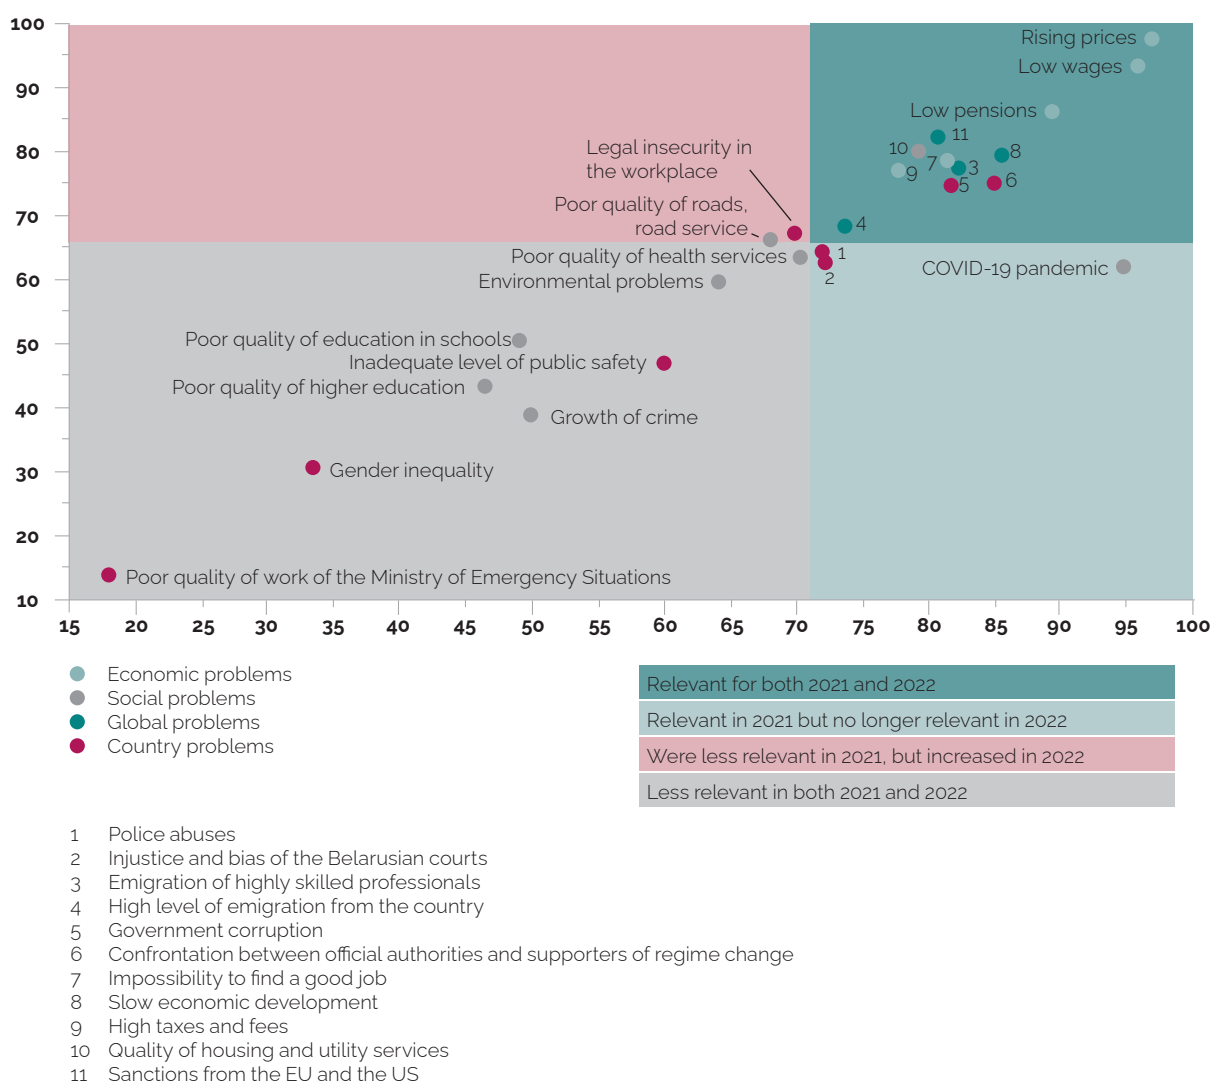 100
90
80
70
60
50
40
30
20
10
Rising prices
Low wages
Low pensions
11
10
7
8
3
9
5
6
Legal insecurity in
the workplace
Poor quality of roads,
road service
4
Poor quality of health services
1
2
COVID-19 pandemic
Environmental problems
Poor quality of education in schools
Inadequate level of public safety
Poor quality of higher education
Growth of crime
Gender inequality
Poor quality of work of the Ministry of Emergency Situations
15 20 25 30 35 40 45 50 55 60 65 70 75 80 85 90 95 100
Economic problems
Social problems
Global problems
Country problems
Relevant for both 2021 and 2022
Relevant in 2021 but no longer relevant in 2022
Were less relevant in 2021, but increased in 2022
Less relevant in both 2021 and 2022
1 Police abuses
2 Injustice and bias of the Belarusian courts
3 Emigration of highly skilled professionals
4 High level of emigration from the country
5 Government corruption
6 Confrontation between official authorities and supporters of regime change
7 Impossibility to find a good job
8 Slow economic development
9 High taxes and fees
10 Quality of housing and utility services
11 Sanctions from the EU and the US